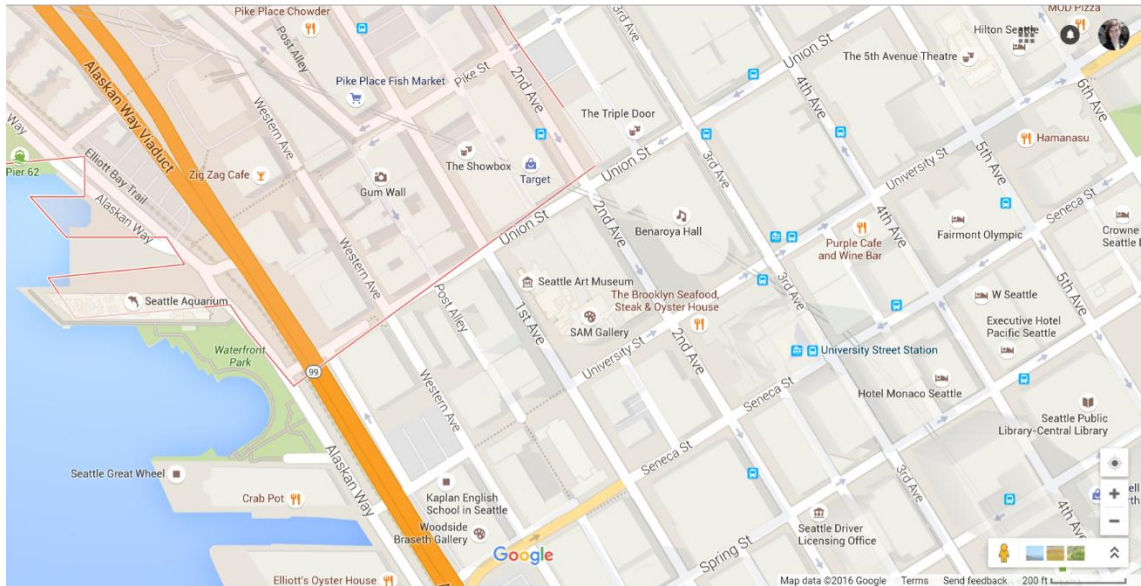 Pike Place Chowder
Post Alley
Pike St
2nd Ave
3rd Ave
Union St
4th Ave
Hilton Seattle
MOD Pizza
The 5th Avenue Theatre
6th Ave
Alaskan Way Viaduct
Western Ave
Pike Place Fish Market
The Triple Door
3rd Ave
Hamanasu
5th Ave
University St
Way
Pier 62
Elliott Bay Trail
Zig Zag Cafe
Gum Wall
The Showbox
Target
Union St
Alaskan Way
Union St
2nd Ave
Benaroya Hall
4th Ave
Seneca St
Purple Cafe
and Wine Bar
Fairmont Olympic
Crowne
Seattle
Western Ave
Seattle Art Museum
3rd Ave
5th Ave
Seattle Aquarium
Post Alley
1st Ave
The Brooklyn Seafood,
Steak & Oyster House
SAM Gallery
W Seattle
Executive Hotel
Pacific Seattle
Waterfront
Park
99
University St
2nd Ave
University Street Station
Western Ave
Seneca St
Hotel Monaco Seattle
Seattle Public
Library-Central Library
Alaskan Way
Seneca St
Seattle Great Wheel
3rd Ave
Crab Pot
Kaplan English
School in Seattle
Woodside
Braseth Gallery
Seattle Driver
Licensing Office
4th Ave
Spring St
Google
Elliott's Oyster House
Map data ©2016 Google Terms Send feedback 200 ft